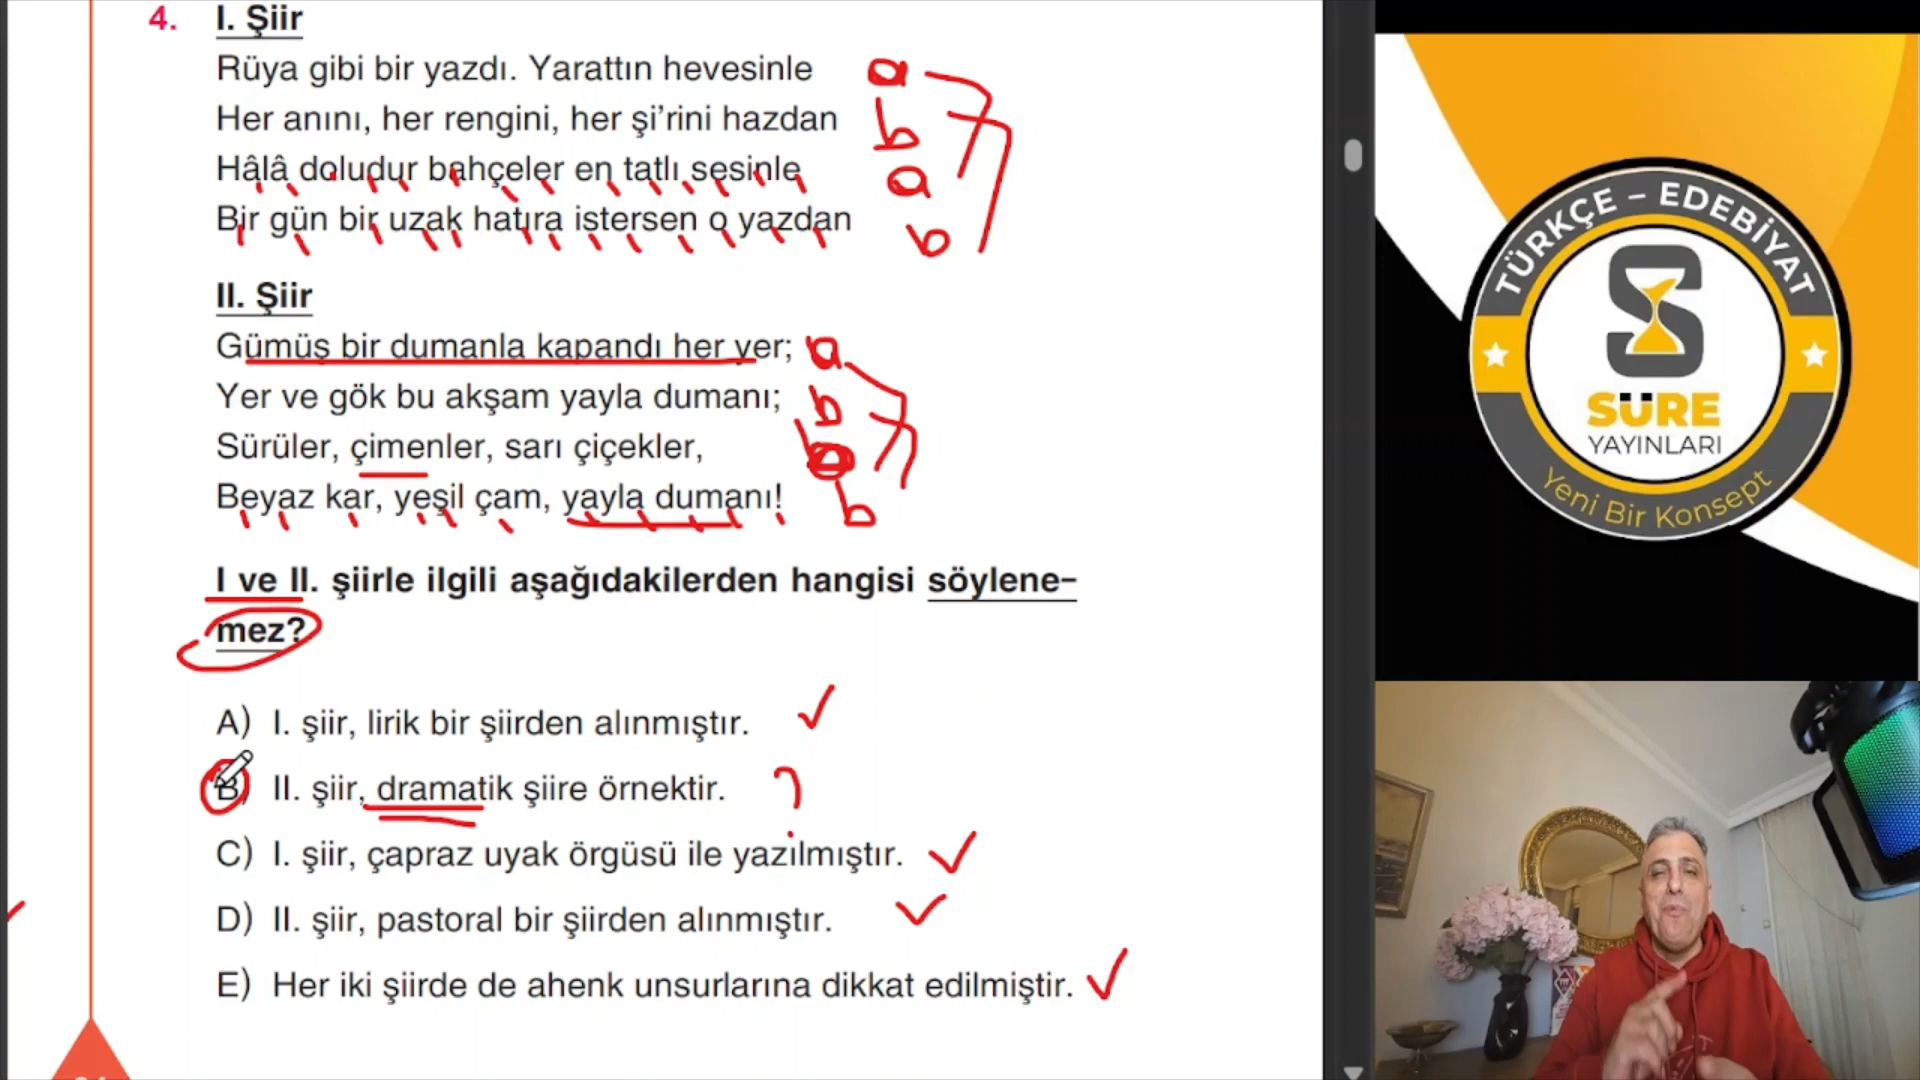 4. I. Şiir
Rüya gibi bir yazdı. Yarattın hevesinle a
Her anını, her rengini, her şi’rini hazdan b
Hâlâ doludur bahçeler en tatlı sesinle a
Bir gün bir uzak hatıra istersen o yazdan b
II. Şiir
Gümüş bir dumanla kapandı her yer; a
Yer ve gök bu akşam yayla dumanı; b
Sürüler, çimenler, sarı çiçekler, a
Beyaz kar, yeşil çam, yayla dumanı! b
I ve II. şiirle ilgili aşağıdakilerden hangisi söylene-
mez?
A) I. şiir, lirik bir şiirden alınmıştır.
B) II. şiir, dramatik şiire örnektir. ?
C) I. şiir, çapraz uyak örgüsü ile yazılmıştır.
D) II. şiir, pastoral bir şiirden alınmıştır.
E) Her iki şiirde de ahenk unsurlarına dikkat edilmiştir.
TÜRKÇE – EDEBİYAT
SÜRE
YAYINLARI
Yeni Bir Konsept